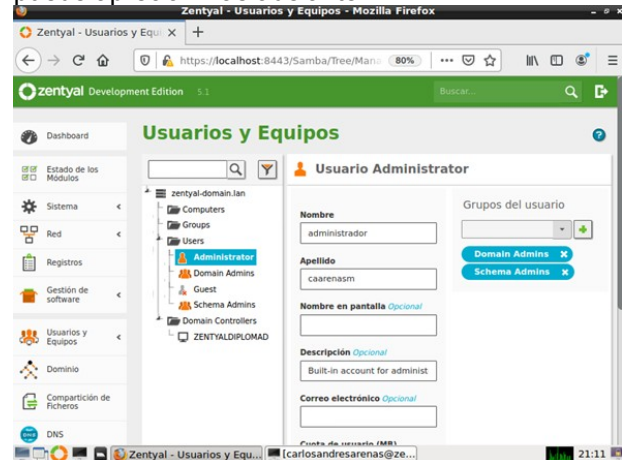 Zentyal - Usuarios y Equipos - Mozilla Firefox
Zentyal - Usuarios y Equi
https://localhost:8443/Samba/Tree/Mana
80%
zentyal Development Edition 5.1
Buscar...
Dashboard
Estado de los Módulos
Sistema
Red
Registros
Gestión de software
Usuarios y Equipos
Dominio
Compartición de Ficheros
DNS
Usuarios y Equipos
zentyal-domain.lan
Computers
Groups
Users
Administrator
Domain Admins
Guest
Schema Admins
Domain Controllers
ZENTYALDIPLOMAD
Usuario Administrator
Nombre
administrador
Apellido
caarenasm
Nombre en pantalla Opcional
Descripción Opcional
Built-in account for administ
Correo electrónico Opcional
Cuota de usuario (MB)
Grupos del usuario
Domain Admins x
Schema Admins x
Zentyal - Usuarios y Equ...
[carlosandresarenas@ze...
21:11